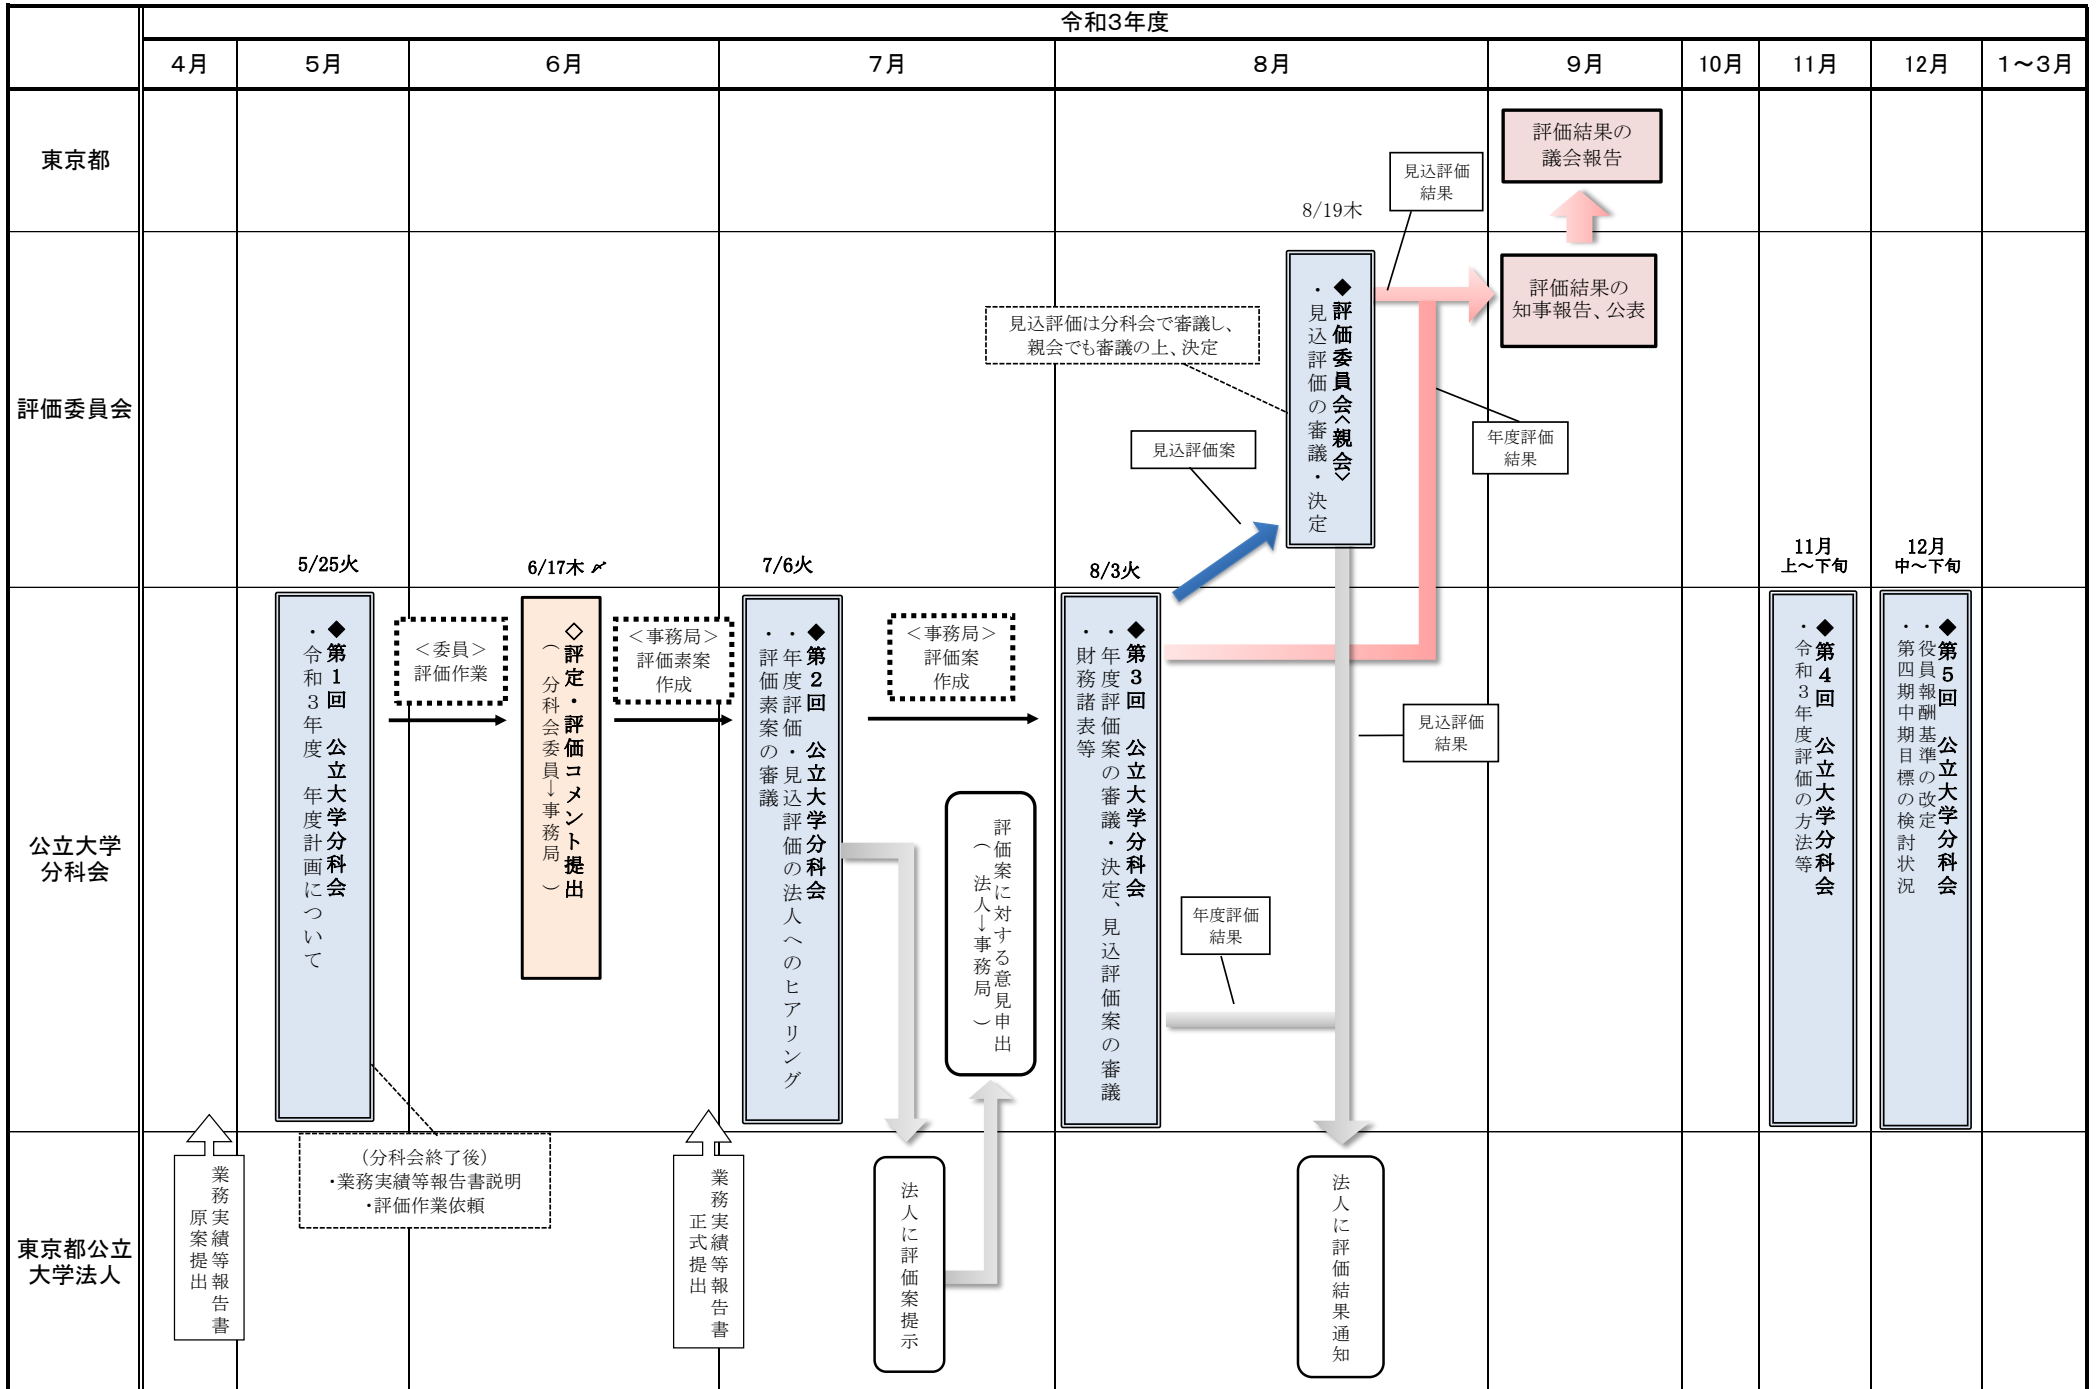 令和3年度
4月
5月
6月
7月
8月
9月
10月
11月
12月
1～3月
東京都
評価結果の
議会報告
見込評価
結果
8/19木
評価委員会
◆評価委員会＜親会＞
・見込評価の審議・決定
評価結果の
知事報告、公表
見込評価は分科会で審議し、
親会でも審議の上、決定
見込評価案
年度評価
結果
公立大学
分科会
5/25火
◆第1回　公立大学分科会
・令和3年度　年度計画について
＜委員＞
評価作業
6/17木〆
◇評定・評価コメント提出
（分科会委員→事務局）
＜事務局＞
評価素案
作成
7/6火
◆第2回　公立大学分科会
・年度評価・見込評価の法人へのヒアリング
・評価素案の審議
＜事務局＞
評価案
作成
評価案に対する意見申出
（法人→事務局）
8/3火
◆第3回　公立大学分科会
・年度評価案の審議・決定、見込評価案の審議
・財務諸表等
見込評価
結果
年度評価
結果
11月
上～下旬
◆第4回　公立大学分科会
・令和3年度評価の方法等
12月
中～下旬
◆第5回　公立大学分科会
・役員報酬基準の改定
・第四期中期目標の検討状況
東京都公立
大学法人
業務実績等報告書
原案提出
(分科会終了後)
・業務実績等報告書説明
・評価作業依頼
業務実績等報告書
正式提出
法人に評価案提示
法人に評価結果通知